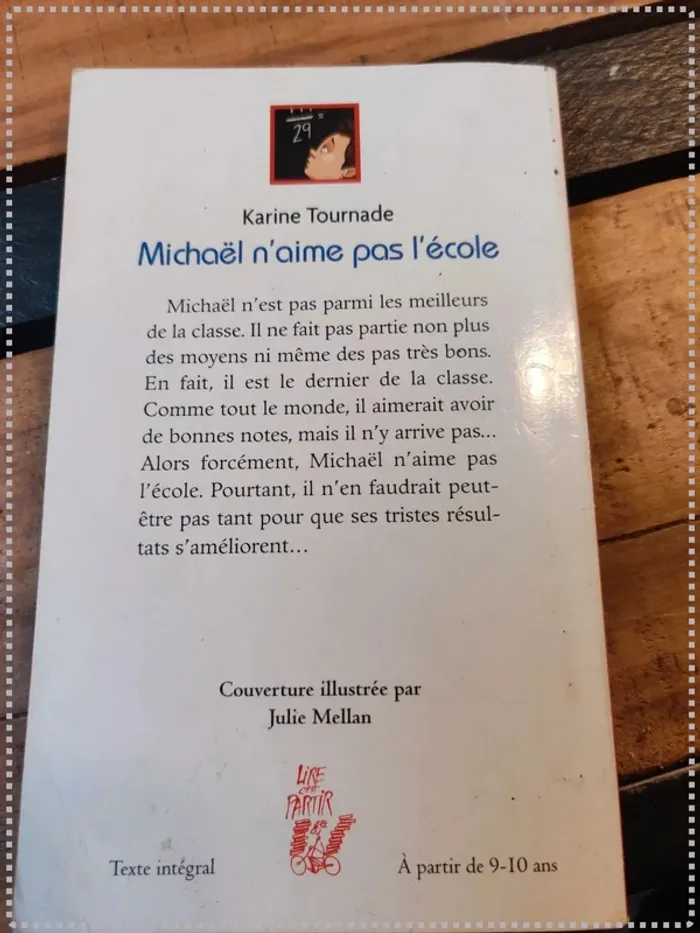 29 =
Karine Tournade
Michaël n'aime pas l'école
Michaël n'est pas parmi les meilleurs
de la classe. Il ne fait pas partie non plus
des moyens ni même des pas très bons.
En fait, il est le dernier de la classe.
Comme tout le monde, il aimerait avoir
de bonnes notes, mais il n'y arrive pas...
Alors forcément, Michaël n'aime pas
l'école. Pourtant, il n'en faudrait peut-
être pas tant pour que ses tristes résul-
tats s'améliorent...
Couverture illustrée par
Julie Mellan
LIRE
c'EST
PARTIR
Texte intégral
À partir de 9-10 ans